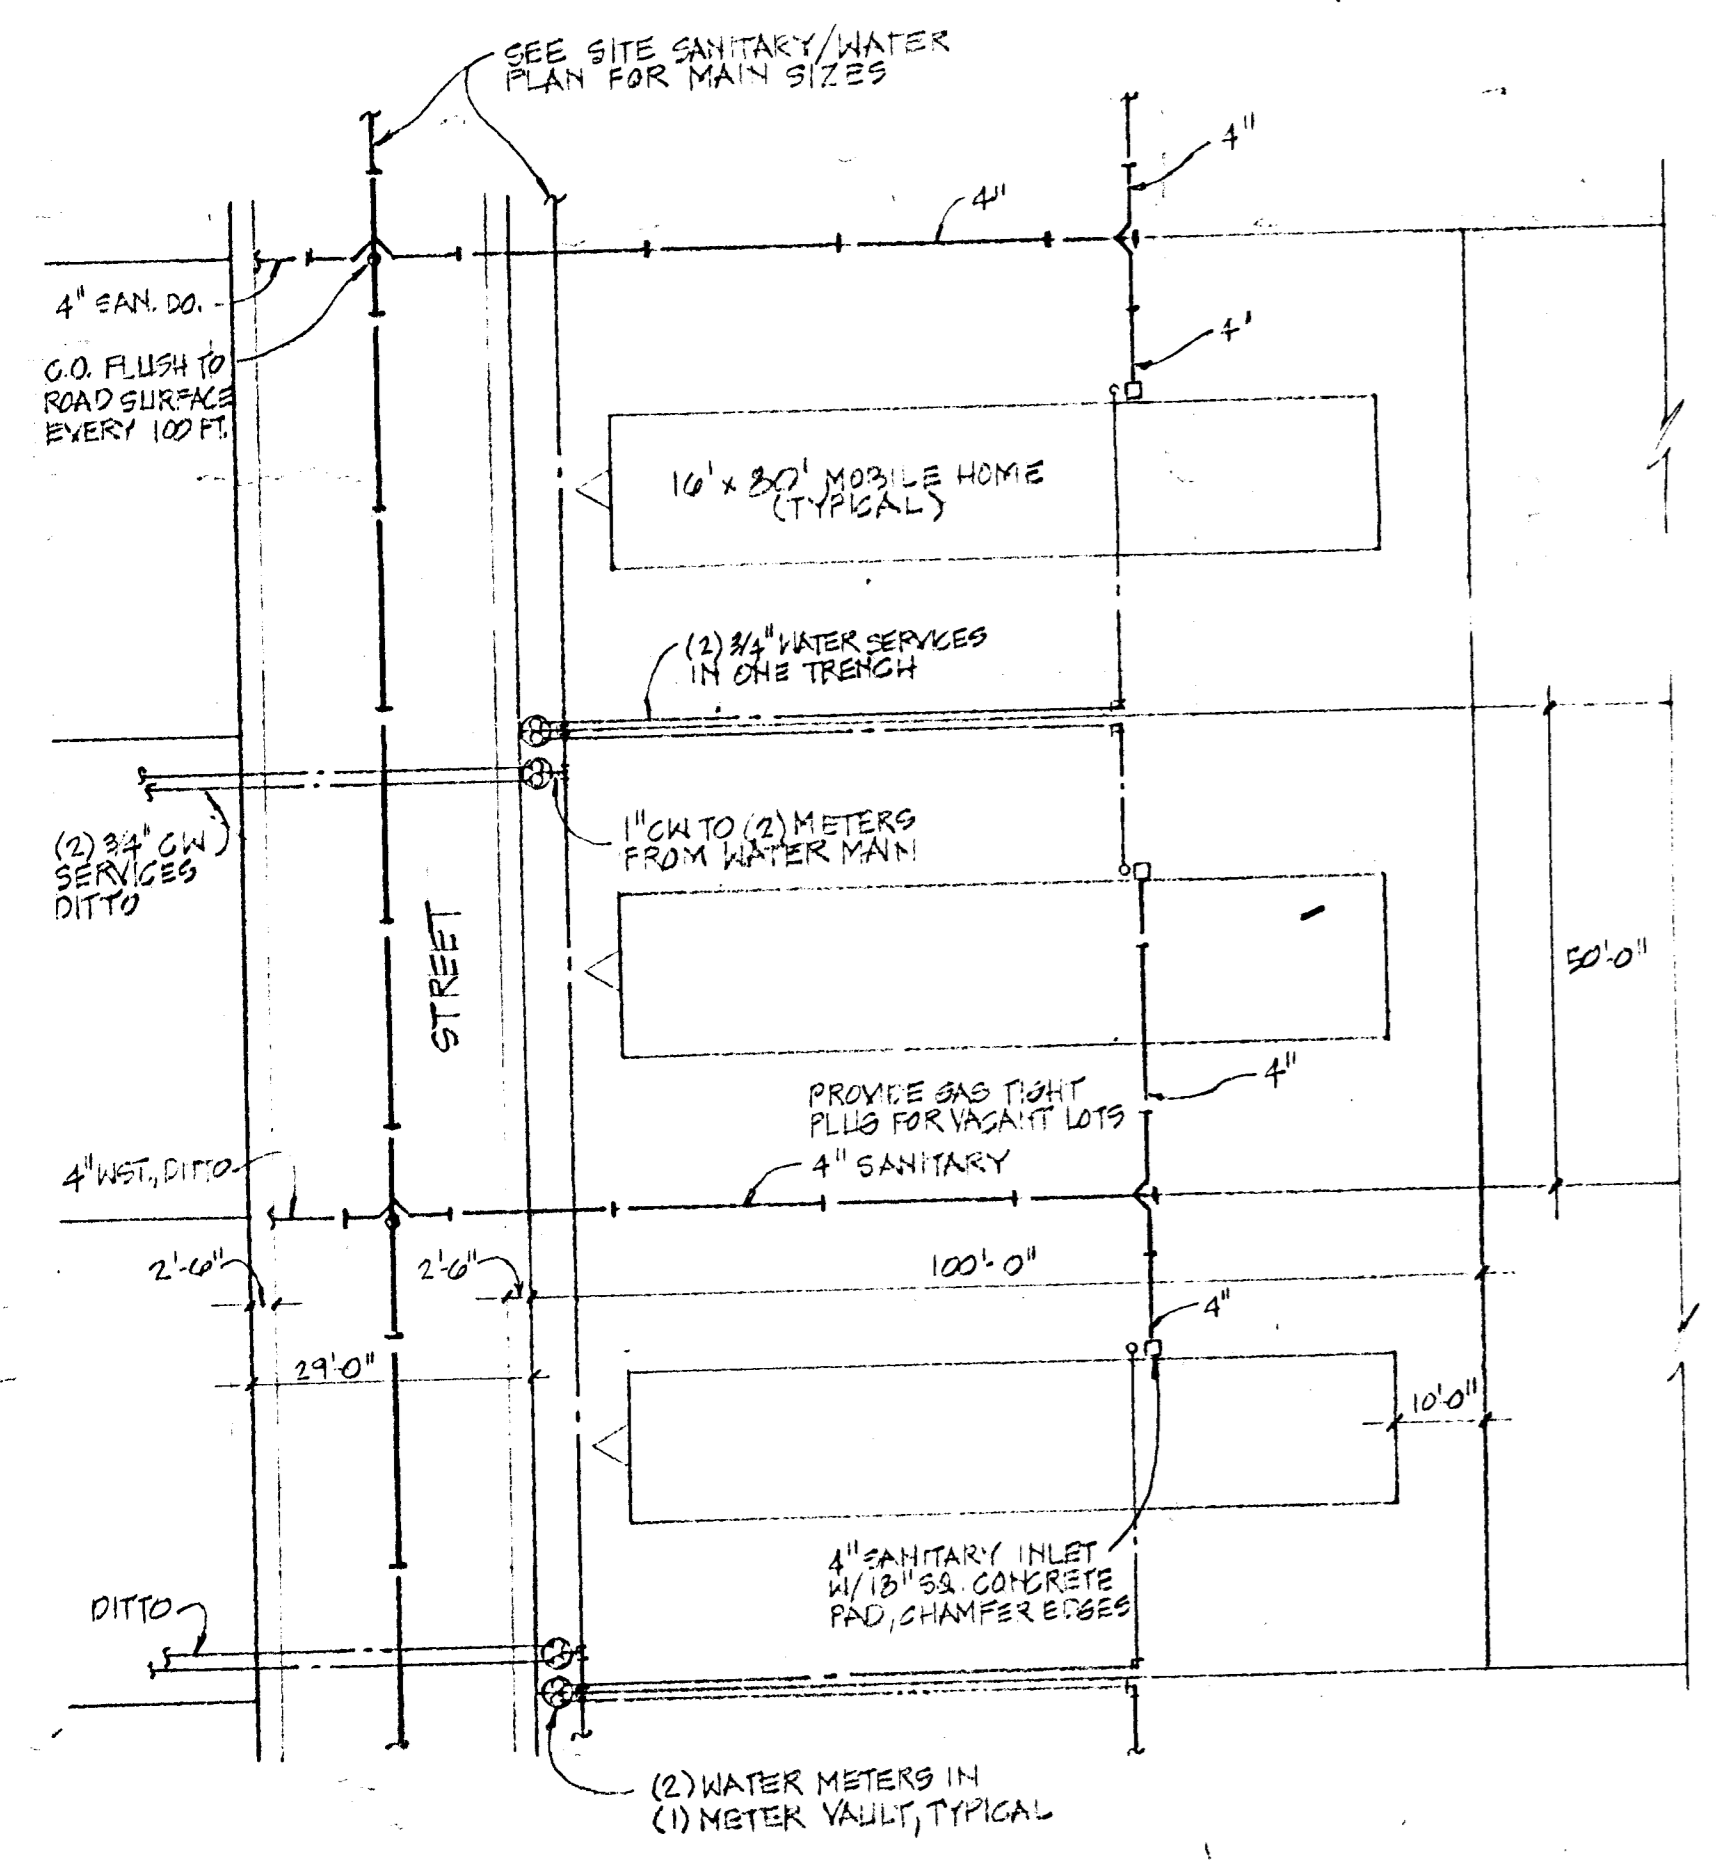 SEE SITE SANITARY/WATER
PLAN FOR MAIN SIZES
4"
4"
4" SAN. DO.
4'
C.O. FLUSH TO
ROAD SURFACE
EVERY 100 FT.
16' x 80' MOBILE HOME
(TYPICAL)
(2) 3/4" WATER SERVICES
IN ONE TRENCH
1" CW TO (2) METERS
FROM WATER MAIN
(2) 3/4" CW
SERVICES
DITTO
STREET
50'-0"
PROVIDE GAS TIGHT
PLUG FOR VACANT LOTS
4"
4" SANITARY
4" WST., DITTO
2'-6"
2'-6"
100'-0"
4"
29'-0"
10'-0"
4" SANITARY INLET
W/18" SQ. CONCRETE
PAD, CHAMFER EDGES
DITTO
(2) WATER METERS IN
(1) METER VAULT, TYPICAL